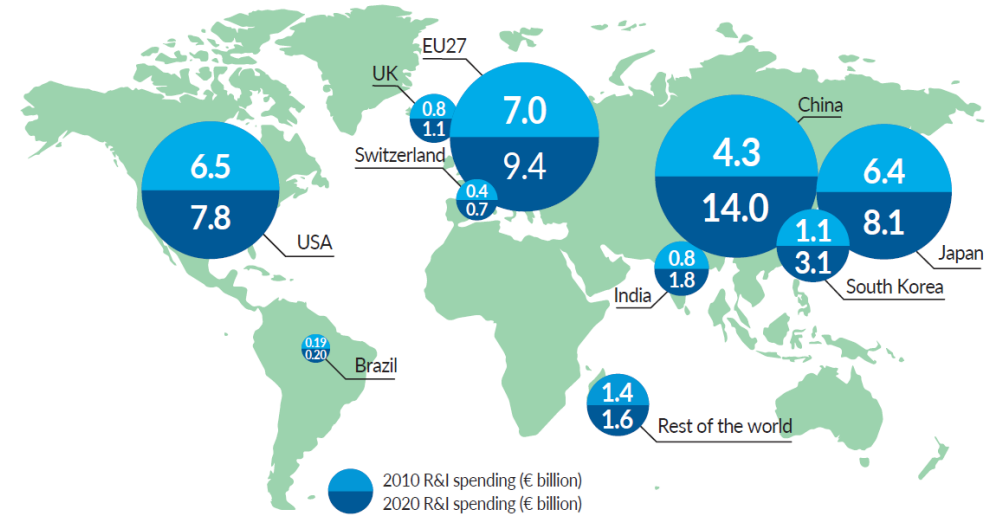 EU27
UK
7.0
9.4
0.8
1.1
China
4.3
14.0
Switzerland
0.4
0.7
6.5
7.8
USA
6.4
8.1
Japan
1.1
3.1
South Korea
0.8
1.8
India
0.19
0.20
Brazil
1.4
1.6
Rest of the world
2010 R&I spending (€ billion)
2020 R&I spending (€ billion)